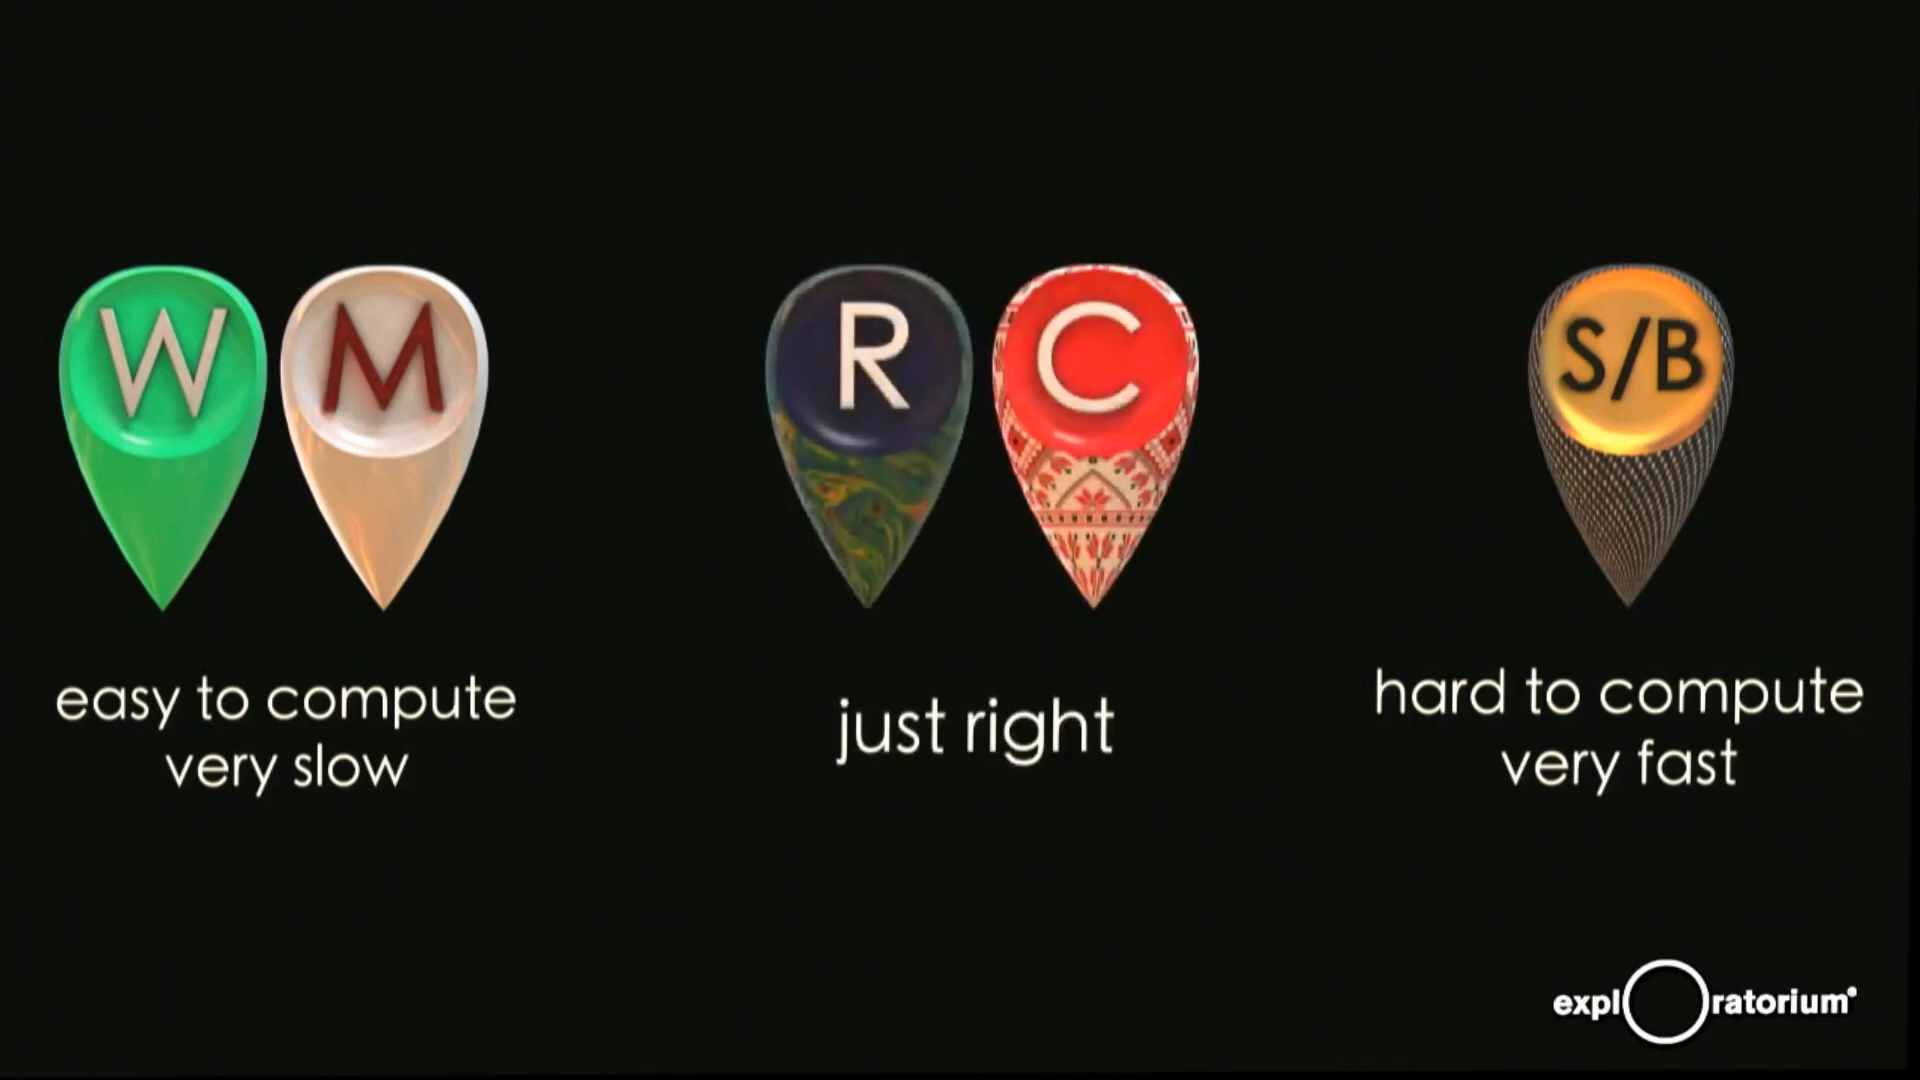 W
M
R
C
S/B
easy to compute
very slow
just right
hard to compute
very fast
expl ratorium®